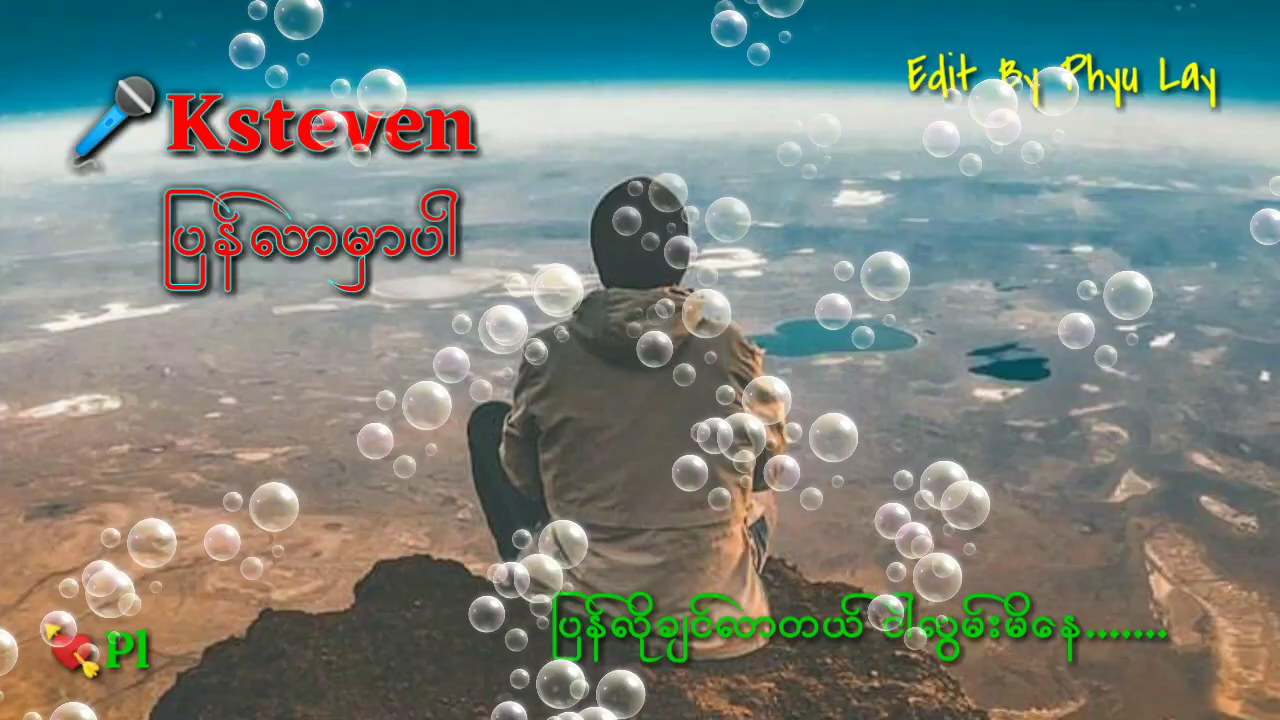 Edit By Phyu Lay
Ksteven
ပြန်လာမှာပါ
ပြန်လိုချင်လာတယ် ငါလွမ်းမိနေ.......
Pl